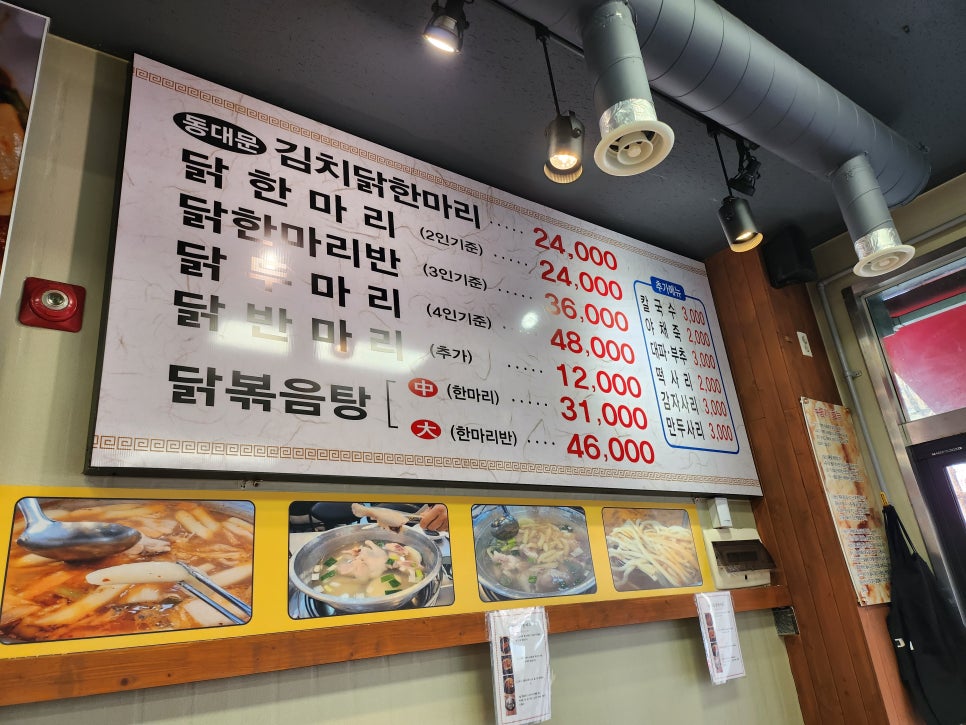 동대문 김치닭한마리 ..... 24,000
닭 한 마 리 (2인기준) ..... 24,000
닭한마리반 (3인기준) ..... 36,000
닭 두 마 리 (4인기준) ..... 48,000
닭 반 마 리 (추가) ..... 12,000
닭볶음탕 中 (한마리) .... 31,000
大 (한마리반) .... 46,000
추가메뉴
칼 국 수 3,000
야 채 죽 2,000
대파·부추 3,000
떡 사 리 2,000
감자사리 3,000
만두사리 3,000